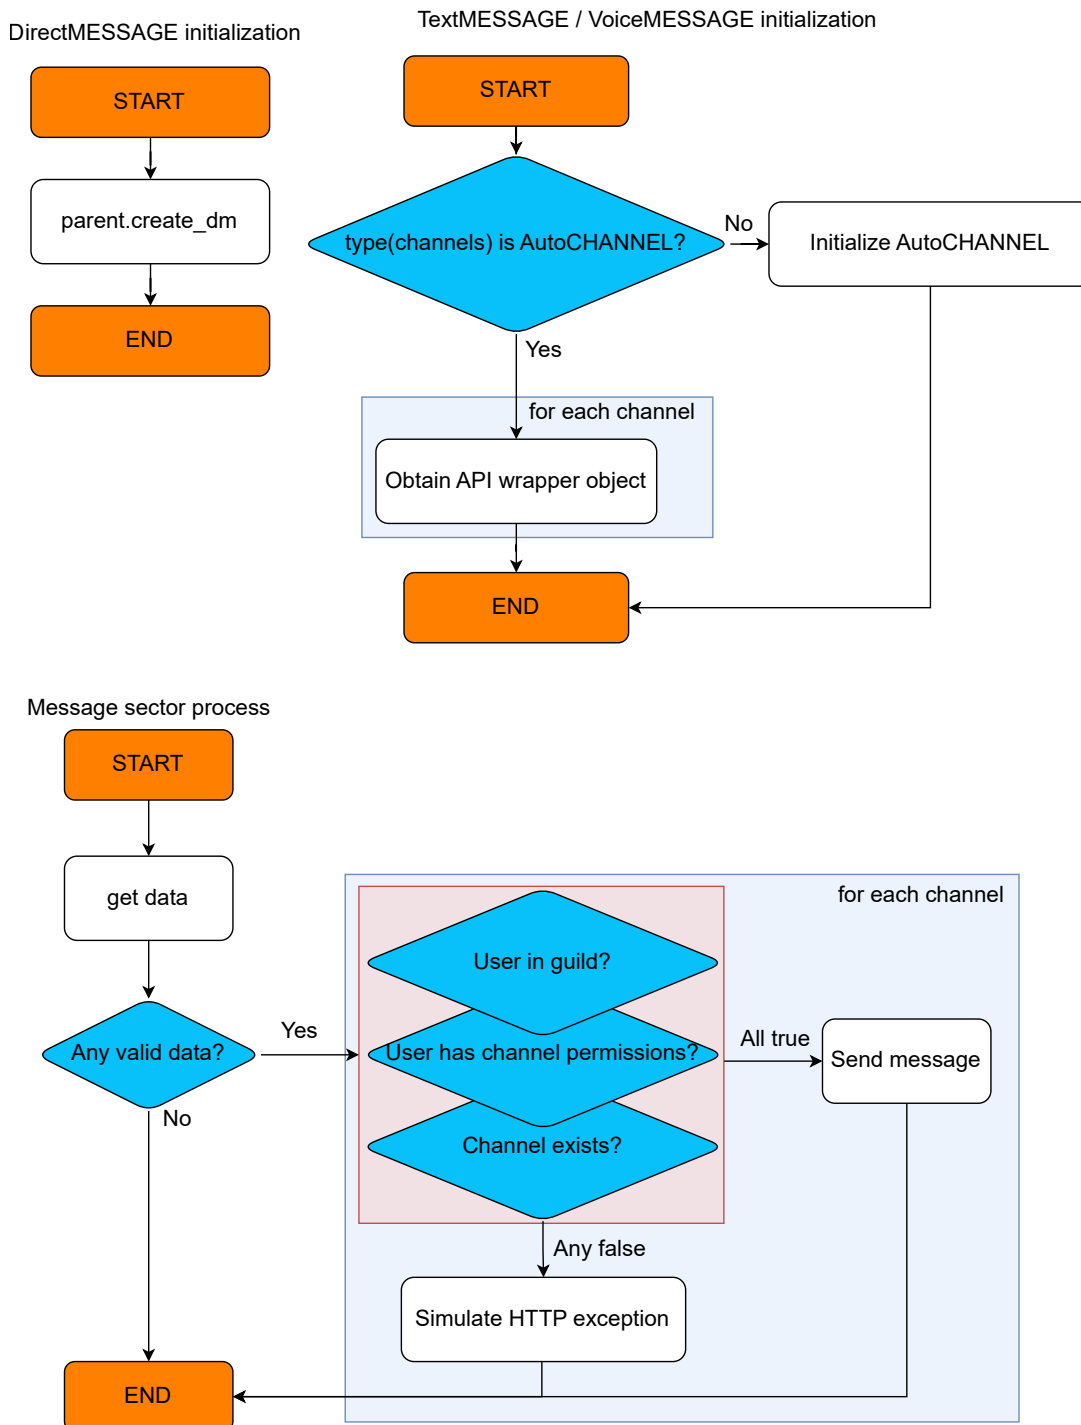 DirectMESSAGE initialization
START
parent.create_dm
END
TextMESSAGE / VoiceMESSAGE initialization
START
type(channels) is AutoCHANNEL?
No
Initialize AutoCHANNEL
Yes
for each channel
Obtain API wrapper object
END
Message sector process
START
get data
Any valid data?
Yes
No
for each channel
User in guild?
User has channel permissions?
Channel exists?
All true
Send message
Any false
Simulate HTTP exception
END